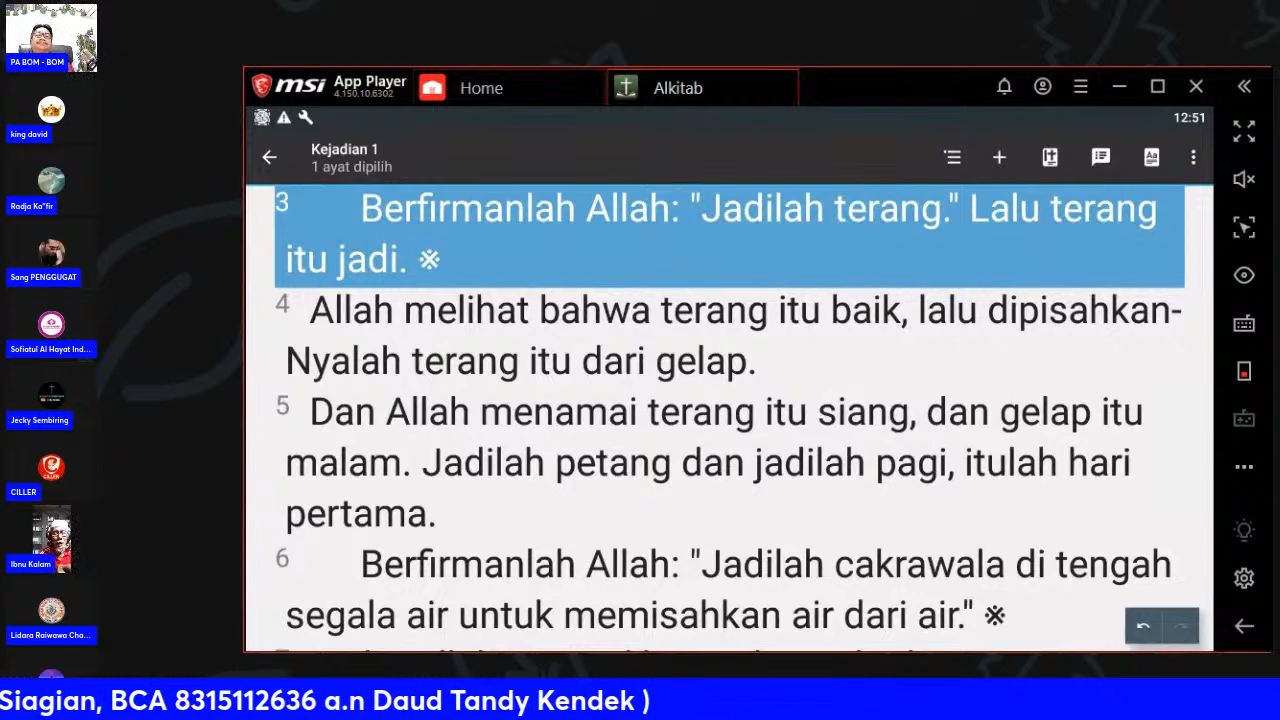 PA BOM - BOM
king david
Radja Ka"fir
Sang PENGGUGAT
Sofiatul Al Hayat Ind...
Jecky Sembiring
CILLER
CILLER
Ibnu Kalam
Lidara Raiwawa Cha...
msi App Player
4.150.10.6302
Home
Alkitab
12:51
Kejadian 1
1 ayat dipilih
3 Berfirmanlah Allah: "Jadilah terang." Lalu terang
itu jadi. ※
4 Allah melihat bahwa terang itu baik, lalu dipisahkan-
Nyalah terang itu dari gelap.
5 Dan Allah menamai terang itu siang, dan gelap itu
malam. Jadilah petang dan jadilah pagi, itulah hari
pertama.
6 Berfirmanlah Allah: "Jadilah cakrawala di tengah
segala air untuk memisahkan air dari air." ※
Siagian, BCA 8315112636 a.n Daud Tandy Kendek )